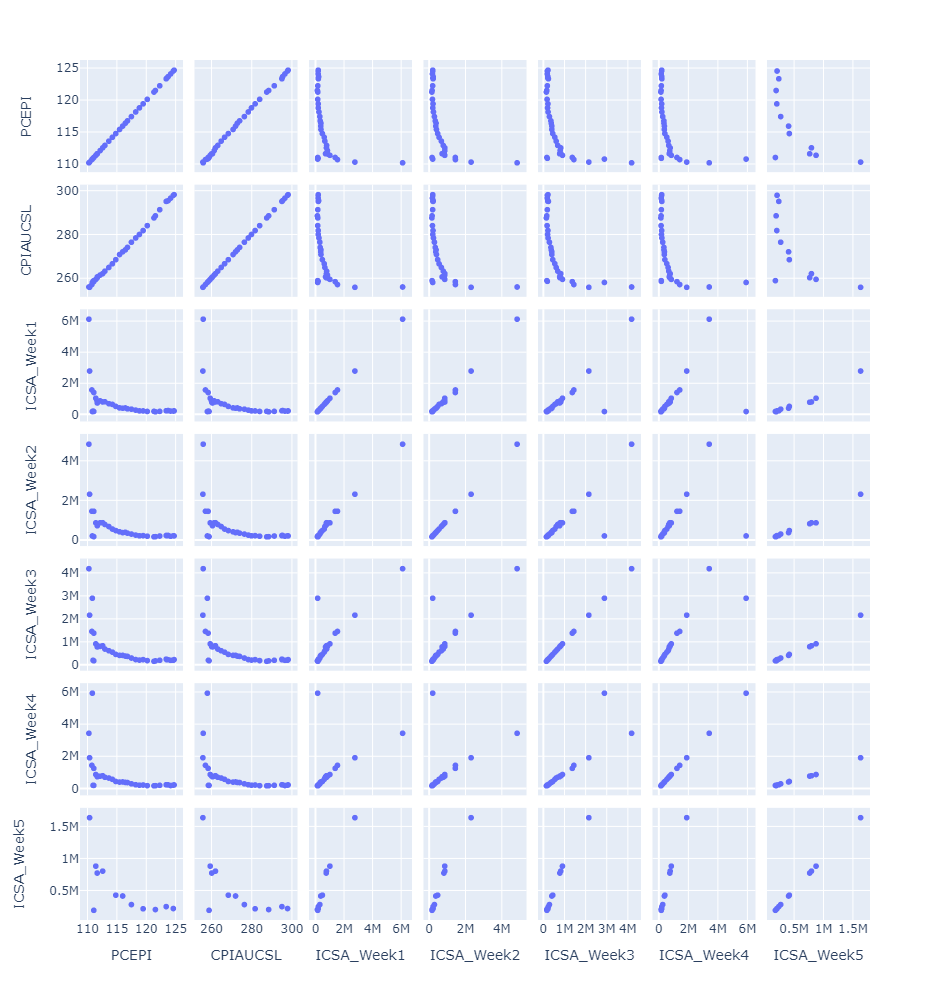 125
120
115
110
PCEPI
300
280
260
CPIAUCSL
6M
4M
2M
0
ICSA_Week1
4M
2M
0
ICSA_Week2
4M
3M
2M
1M
0
ICSA_Week3
6M
4M
2M
0
ICSA_Week4
1.5M
1M
0.5M
ICSA_Week5
110 115 120 125 260 280 300 0 2M 4M 6M 0 2M 4M 0 1M 2M 3M 4M 0 2M 4M 6M 0.5M 1M 1.5M
PCEPI CPIAUCSL ICSA_Week1 ICSA_Week2 ICSA_Week3 ICSA_Week4 ICSA_Week5